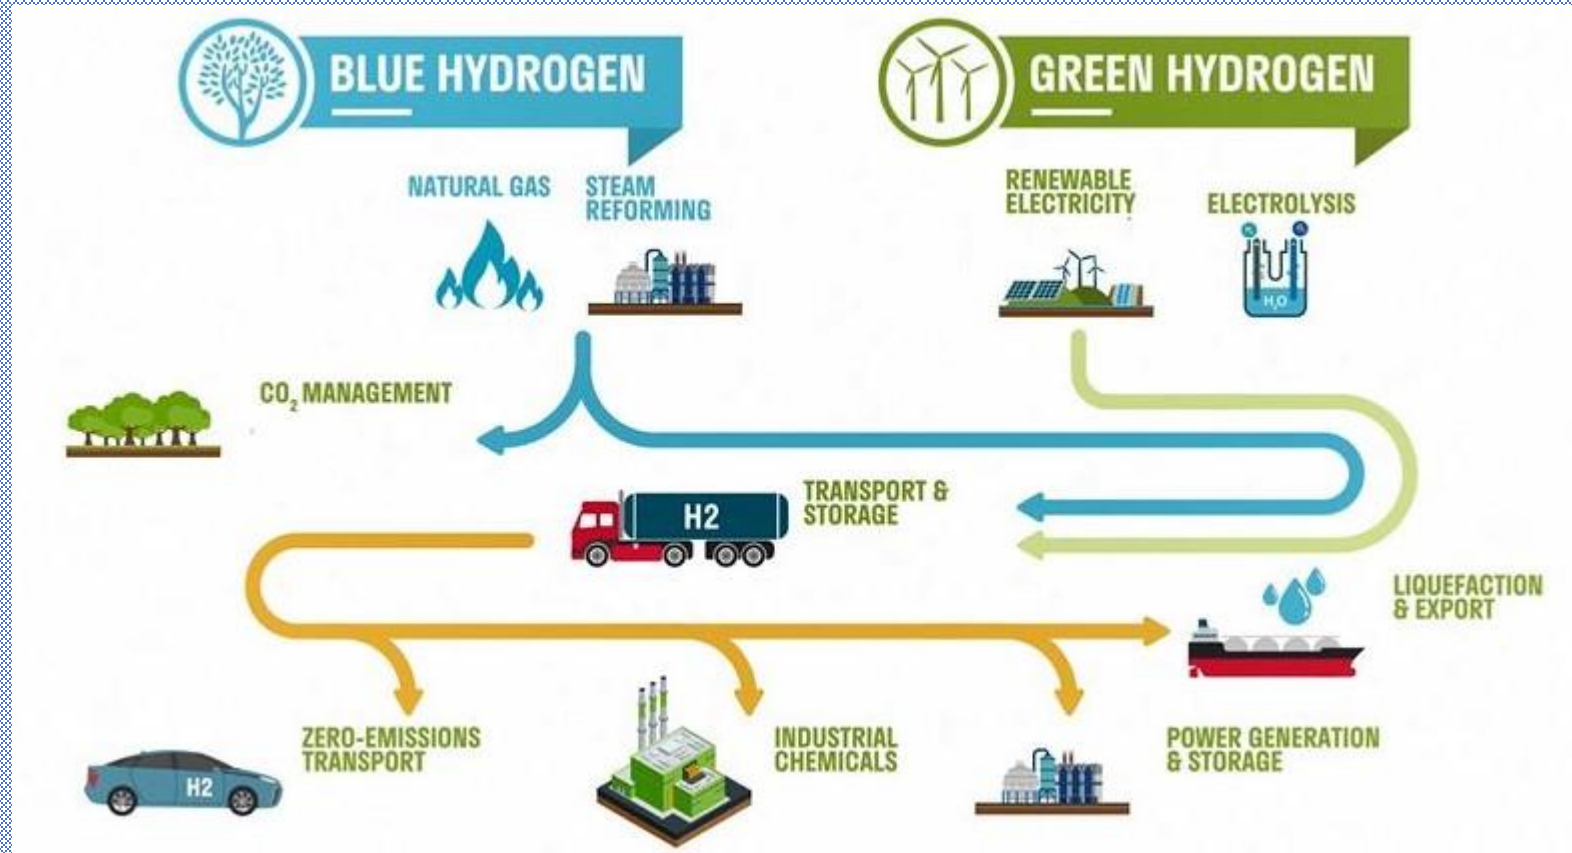 BLUE HYDROGEN
GREEN HYDROGEN
NATURAL GAS
STEAM
REFORMING
RENEWABLE
ELECTRICITY
ELECTROLYSIS
H₂O
CO₂ MANAGEMENT
H2
TRANSPORT &
STORAGE
LIQUEFACTION
& EXPORT
H2
ZERO-EMISSIONS
TRANSPORT
INDUSTRIAL
CHEMICALS
POWER GENERATION
& STORAGE